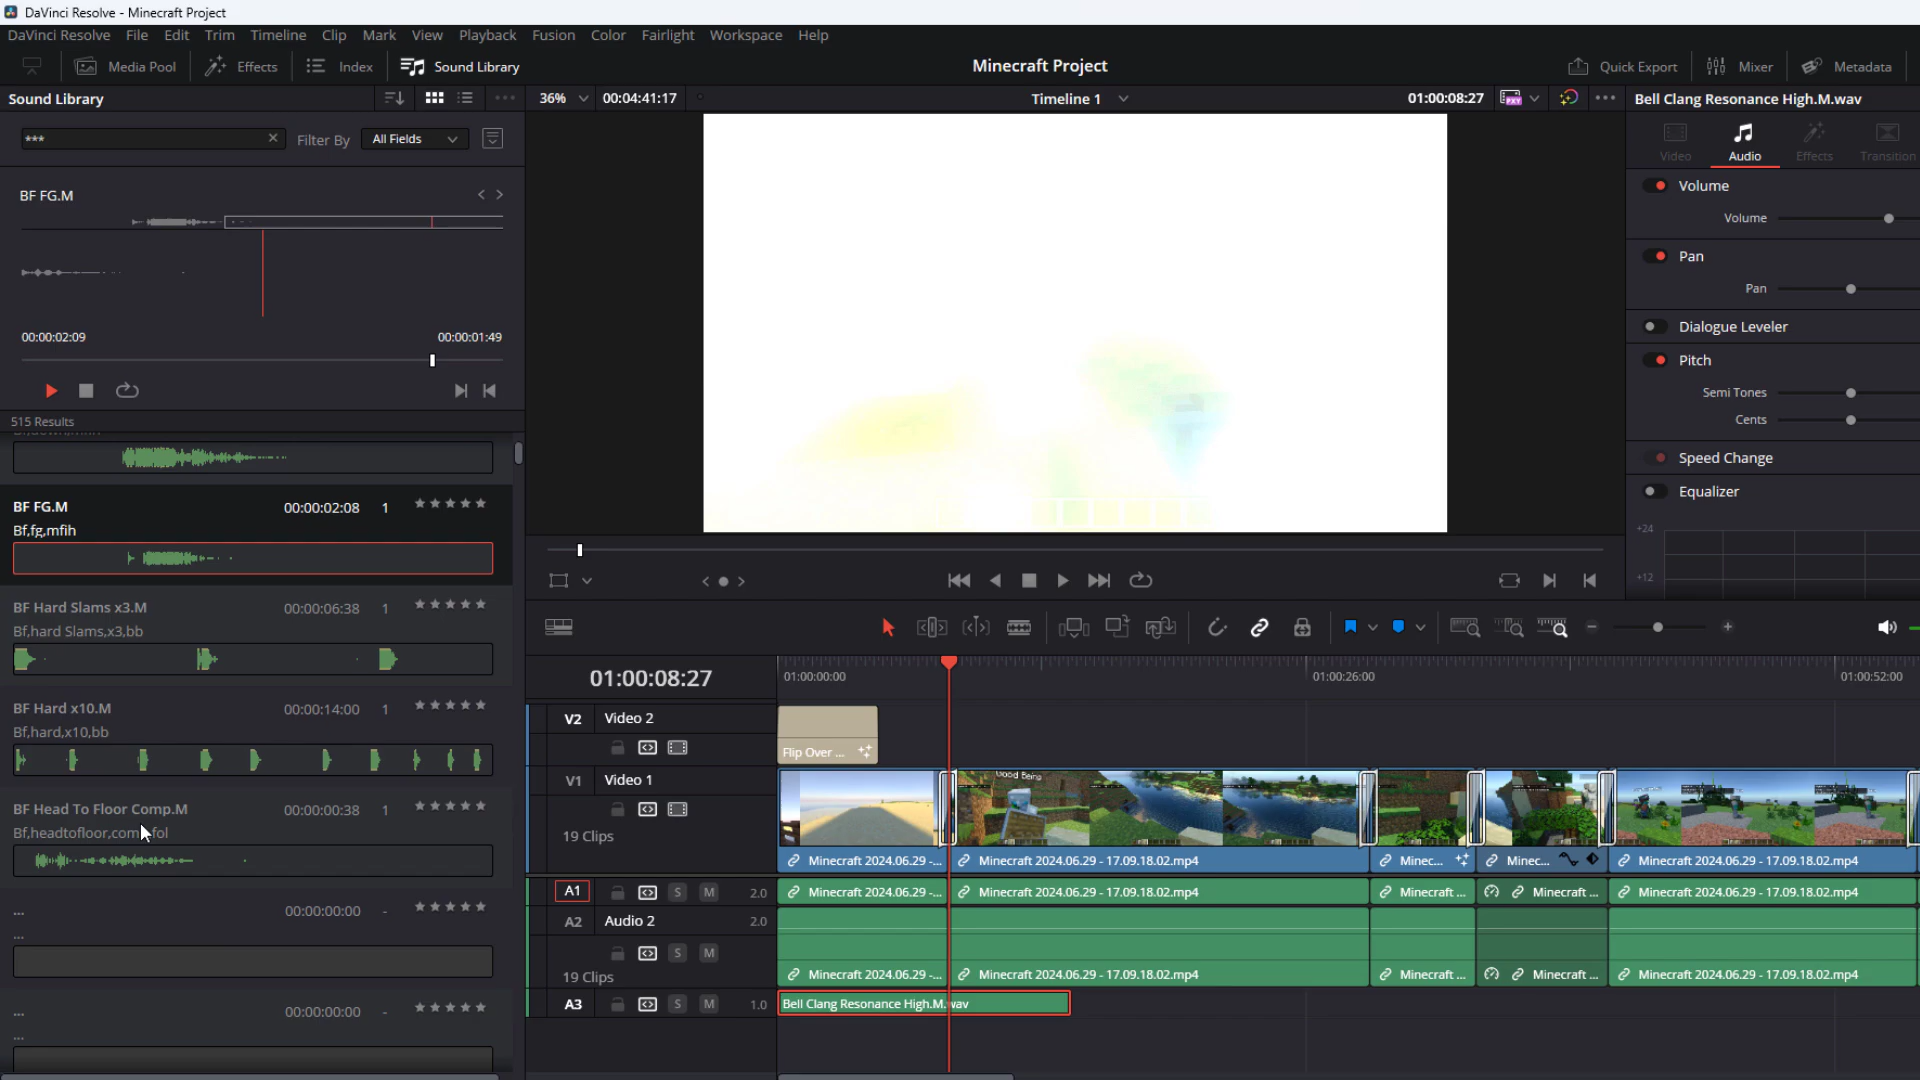 DaVinci Resolve - Minecraft Project
DaVinci Resolve File Edit Trim Timeline Clip Mark View Playback Fusion Color Fairlight Workspace Help
Media Pool Effects Index Sound Library Minecraft Project Quick Export Mixer Metadata
Sound Library 36% 00:04:41:17 Timeline 1 01:00:08:27 PXY Bell Clang Resonance High.M.wav
*** Filter By All Fields
Video Audio Effects Transition
BF FG.M
Volume
Volume
Pan
Pan
Dialogue Leveler
00:00:02:09 00:00:01:49
Pitch
Semi Tones
Cents
515 Results
Speed Change
Equalizer
+24
+12
BF FG.M 00:00:02:08 1
Bf,fg,mfih
BF Hard Slams x3.M 00:00:06:38 1
Bf,hard Slams,x3,bb
BF Hard x10.M 00:00:14:00 1
Bf,hard,x10,bb
BF Head To Floor Comp.M 00:00:00:38 1
... 00:00:00:00 -
...
... 00:00:00:00 -
...
01:00:08:27 01:00:00:00 01:00:26:00 01:00:52:00
V2 Video 2
Flip Over ...
V1 Video 1
Good Being
19 Clips
Minecraft 2024.06.29 -... Minecraft 2024.06.29 - 17.09.18.02.mp4 Minec... Minec... Minecraft 2024.06.29 - 17.09.18.02.mp4
A1 S M 2.0 Minecraft 2024.06.29 -... Minecraft 2024.06.29 - 17.09.18.02.mp4 Minecraft ... Minecraft ... Minecraft 2024.06.29 - 17.09.18.02.mp4
A2 Audio 2 2.0
S M
19 Clips Minecraft 2024.06.29 -... Minecraft 2024.06.29 - 17.09.18.02.mp4 Minecraft ... Minecraft ... Minecraft 2024.06.29 - 17.09.18.02.mp4
A3 S M 1.0 Bell Clang Resonance High.M.wav